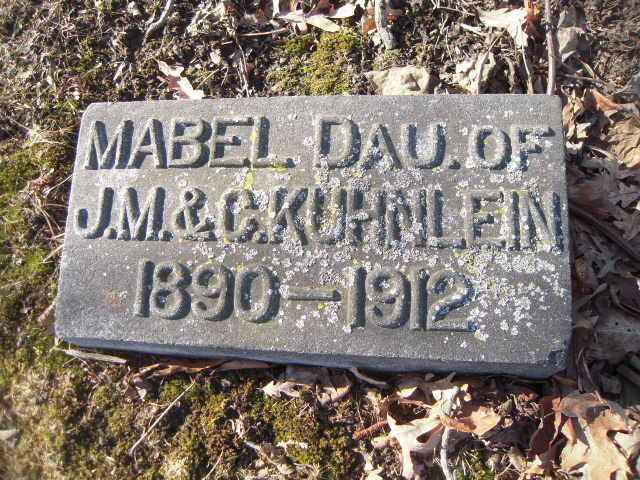 MABEL. DAU. OF
J.M. & C. KUHNLEIN
1890 — 1912